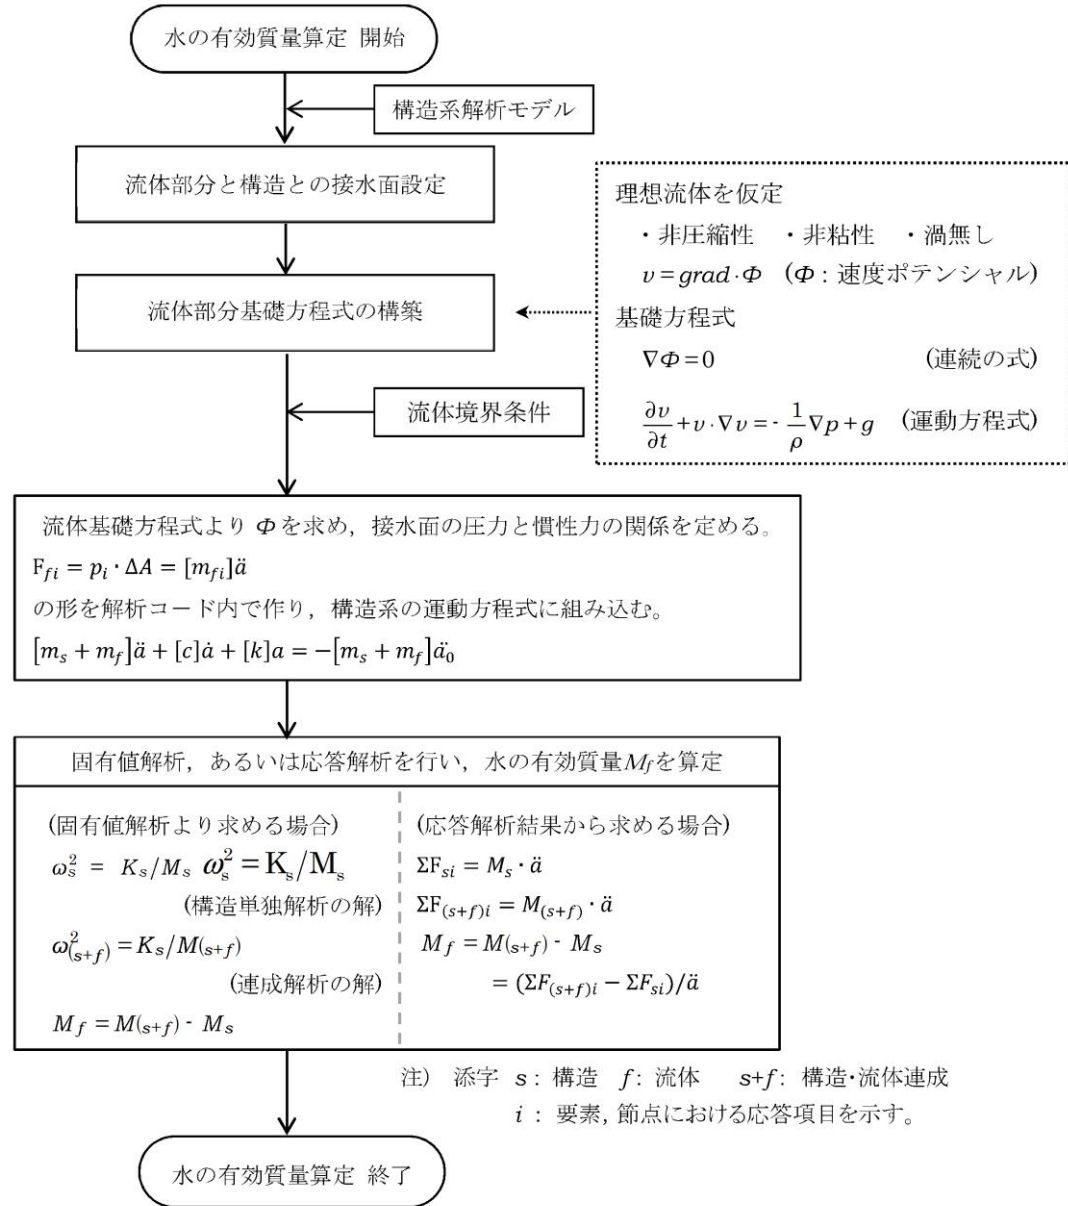 水の有効質量算定 開始
構造系解析モデル
流体部分と構造との接水面設定
流体部分基礎方程式の構築
理想流体を仮定
・非圧縮性 ・非粘性 ・渦無し
υ=grad·Φ (Φ: 速度ポテンシャル)
基礎方程式
∇Φ=0 (連続の式)
∂υ/∂t+υ·∇υ=-1/ρ∇p+g (運動方程式)
流体境界条件
流体基礎方程式より Φ を求め，接水面の圧力と慣性力の関係を定める。
F_{fi} = p_i · ΔA = [m_{fi}]ä
の形を解析コード内で作り，構造系の運動方程式に組み込む。
[m_s + m_f]ä + [c]ȧ + [k]a = −[m_s + m_f]ä_0
固有値解析，あるいは応答解析を行い，水の有効質量M_fを算定
(固有値解析より求める場合)
ω_s^2 = K_s/M_s ω_s^2 = K_s/M_s
(構造単独解析の解)
ω_{(s+f)}^2 = K_s/M_{(s+f)}
(連成解析の解)
M_f = M_{(s+f)} - M_s
(応答解析結果から求める場合)
ΣF_{si} = M_s · ä
ΣF_{(s+f)i} = M_{(s+f)} · ä
M_f = M_{(s+f)} - M_s
= (ΣF_{(s+f)i} − ΣF_{si})/ä
注) 添字 s: 構造 f: 流体 s+f: 構造・流体連成
i : 要素, 節点における応答項目を示す。
水の有効質量算定 終了